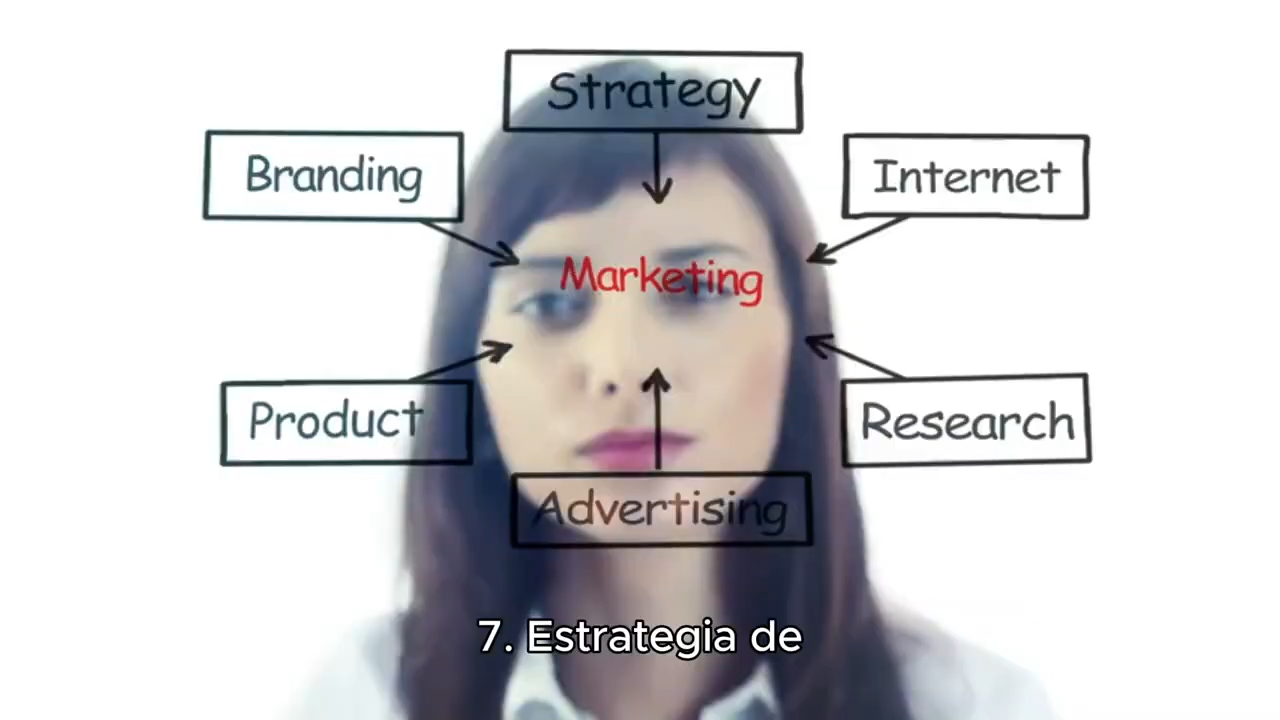 Strategy
Branding
Internet
Marketing
Product
Research
Advertising
7. Estrategia de